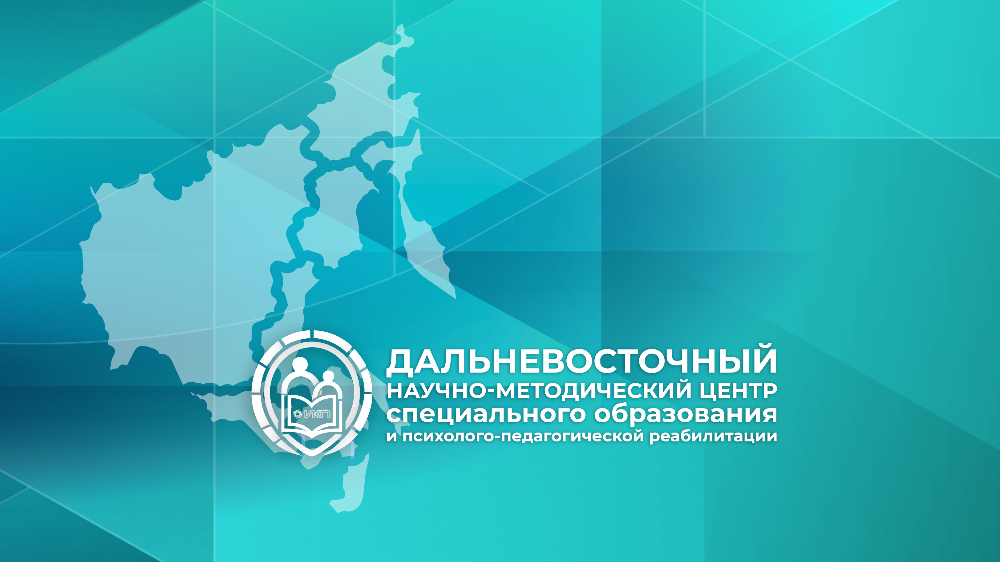 ДАЛЬНЕВОСТОЧНЫЙ
НАУЧНО-МЕТОДИЧЕСКИЙ ЦЕНТР
специального образования
и психолого-педагогической реабилитации
ИКП